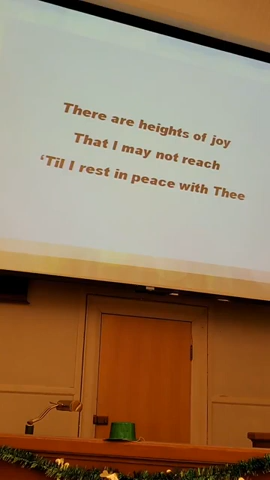 There are heights of joy
That I may not reach
‘Til I rest in peace with Thee